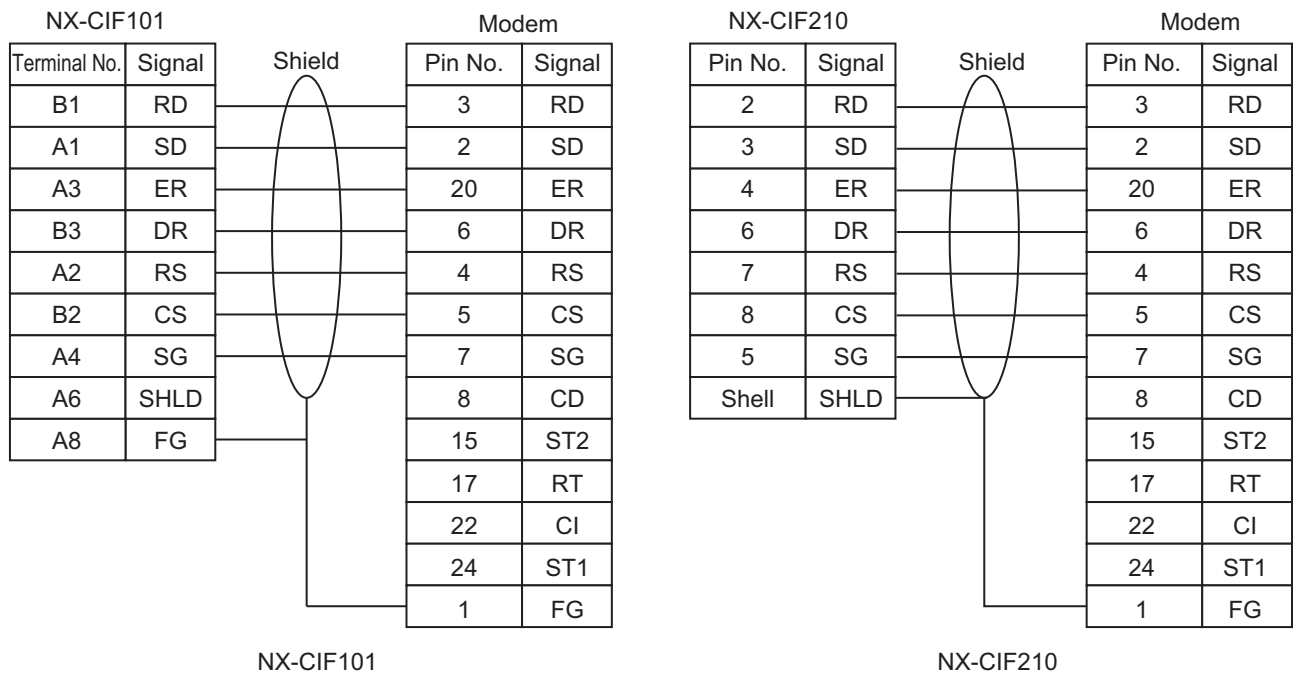 NX-CIF101
Modem
Terminal No. Signal Shield Pin No. Signal
B1 RD 3 RD
A1 SD 2 SD
A3 ER 20 ER
B3 DR 6 DR
A2 RS 4 RS
B2 CS 5 CS
A4 SG 7 SG
A6 SHLD 8 CD
A8 FG 15 ST2
17 RT
22 CI
24 ST1
1 FG
NX-CIF101
NX-CIF210
Modem
Pin No. Signal Shield Pin No. Signal
2 RD 3 RD
3 SD 2 SD
4 ER 20 ER
6 DR 6 DR
7 RS 4 RS
8 CS 5 CS
5 SG 7 SG
Shell SHLD 8 CD
15 ST2
17 RT
22 CI
24 ST1
1 FG
NX-CIF210